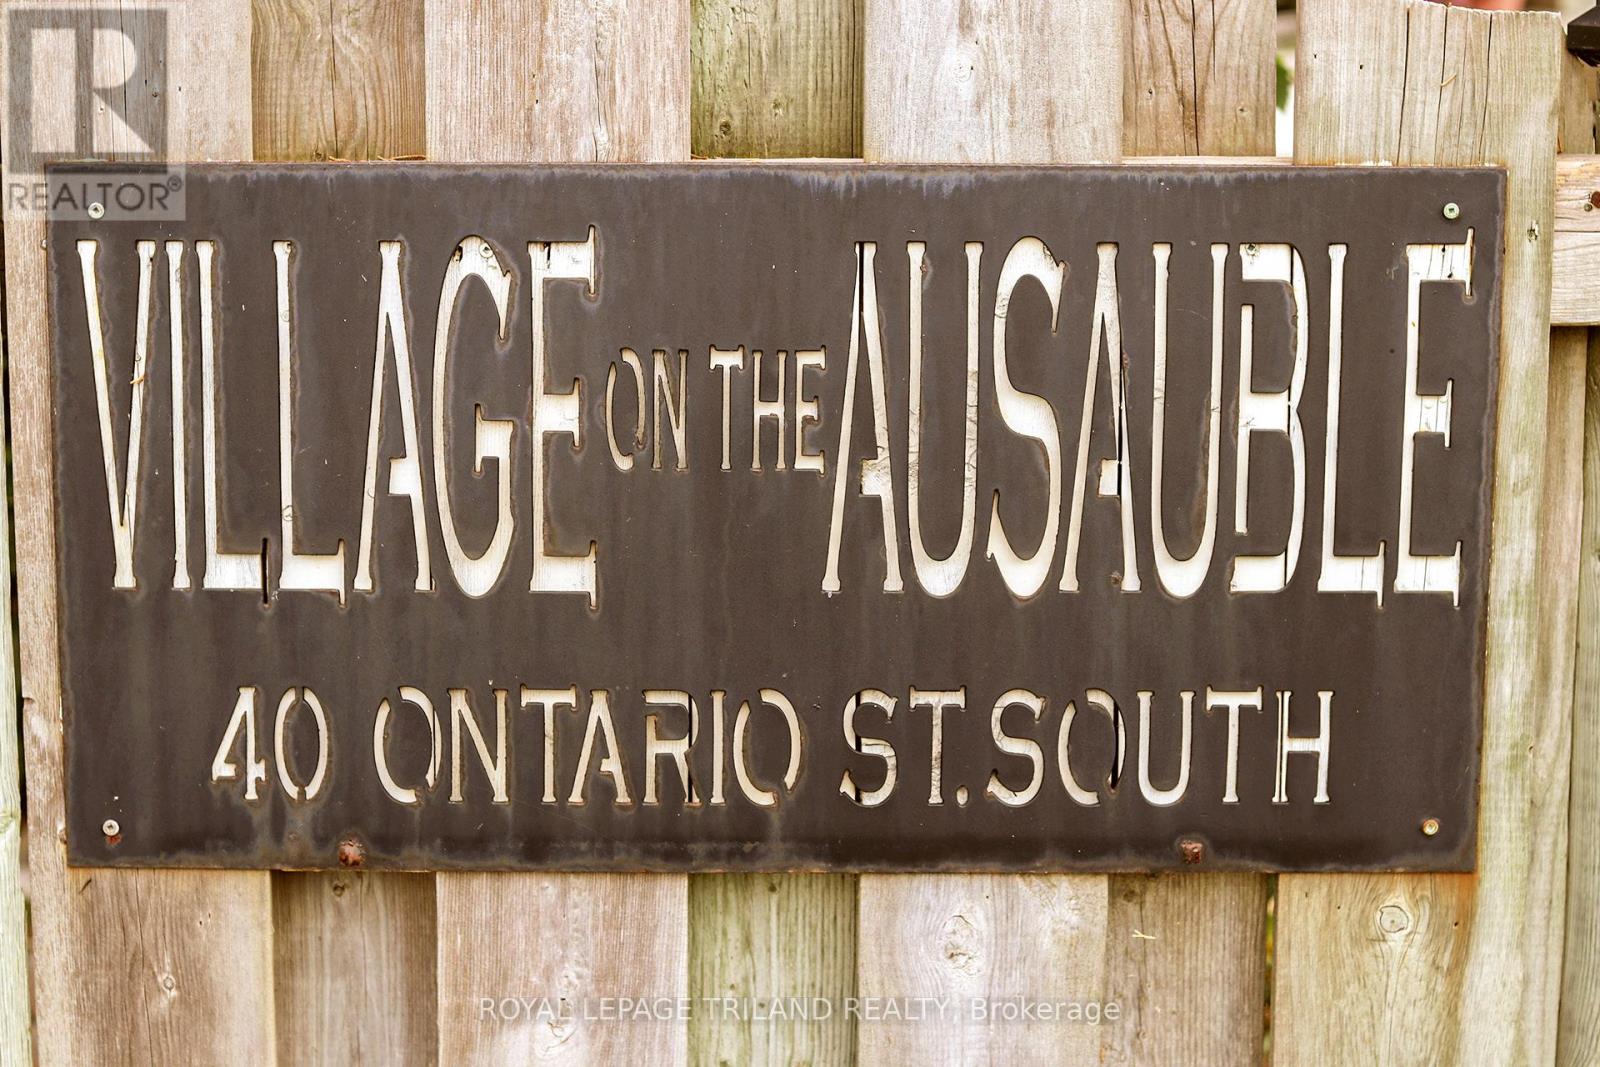 R
REALTOR®
VILLAGE ON THE AUSAUBLE
40 ONTARIO ST. SOUTH
ROYAL LEPAGE TRILAND REALTY, Brokerage